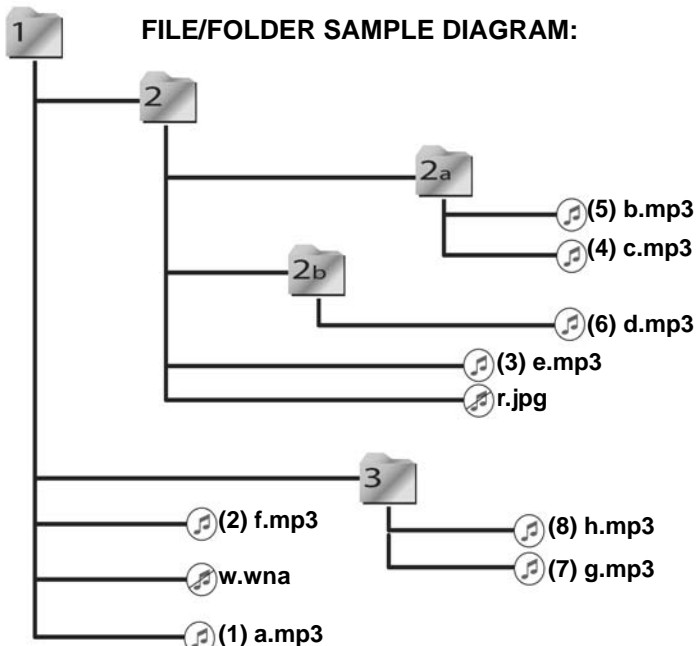 FILE/FOLDER SAMPLE DIAGRAM:
1
2
2a
(5) b.mp3
(4) c.mp3
2b
(6) d.mp3
(3) e.mp3
r.jpg
3
(2) f.mp3
(8) h.mp3
w.wna
(7) g.mp3
(1) a.mp3